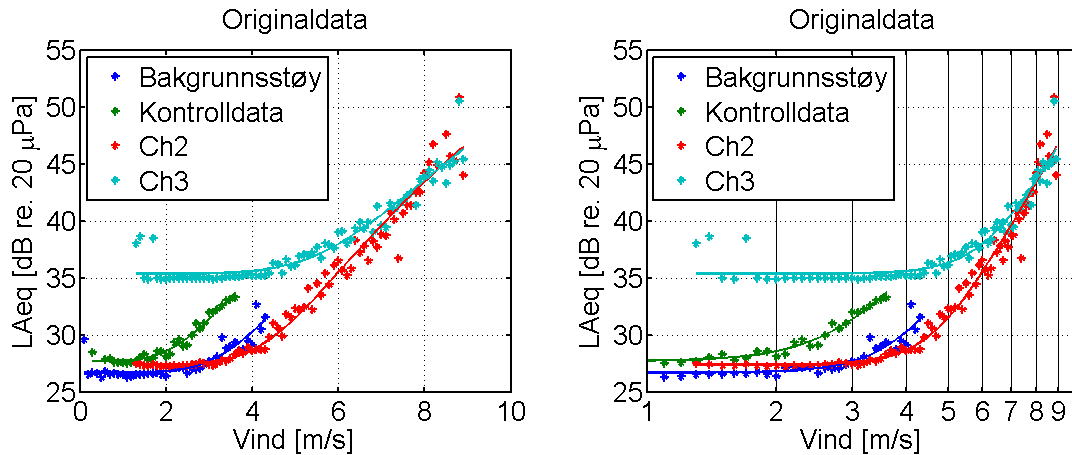 Originaldata
55
50
45
40
35
30
25
LAeq [dB re. 20 µPa]
Bakgrunnsstøy
Kontrolldata
Ch2
Ch3
0 2 4 6 8 10
Vind [m/s]
Originaldata
55
50
45
40
35
30
25
LAeq [dB re. 20 µPa]
Bakgrunnsstøy
Kontrolldata
Ch2
Ch3
1 2 3 4 5 6 7 8 9
Vind [m/s]